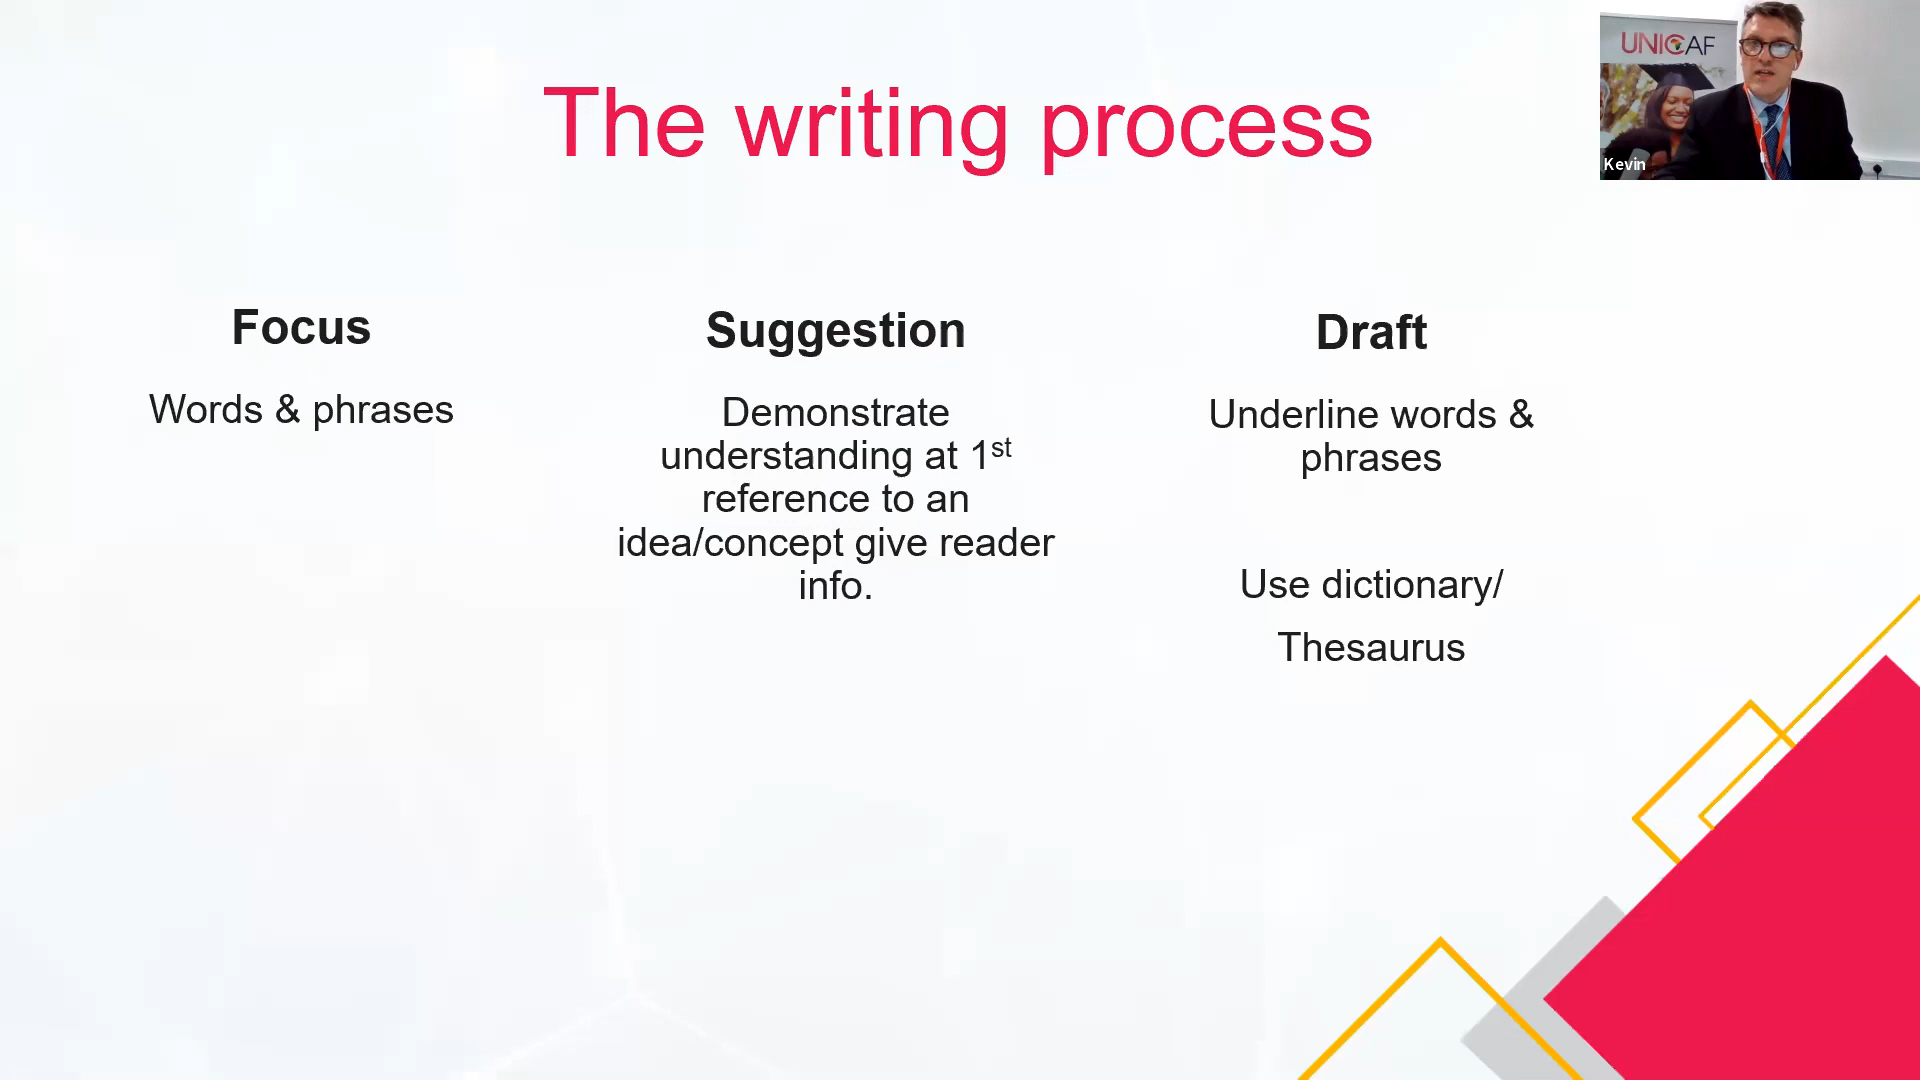 The writing process
UNICAF
Kevin
Focus
Words & phrases
Suggestion
Demonstrate
understanding at 1st
reference to an
idea/concept give reader
info.
Draft
Underline words &
phrases
Use dictionary/
Thesaurus